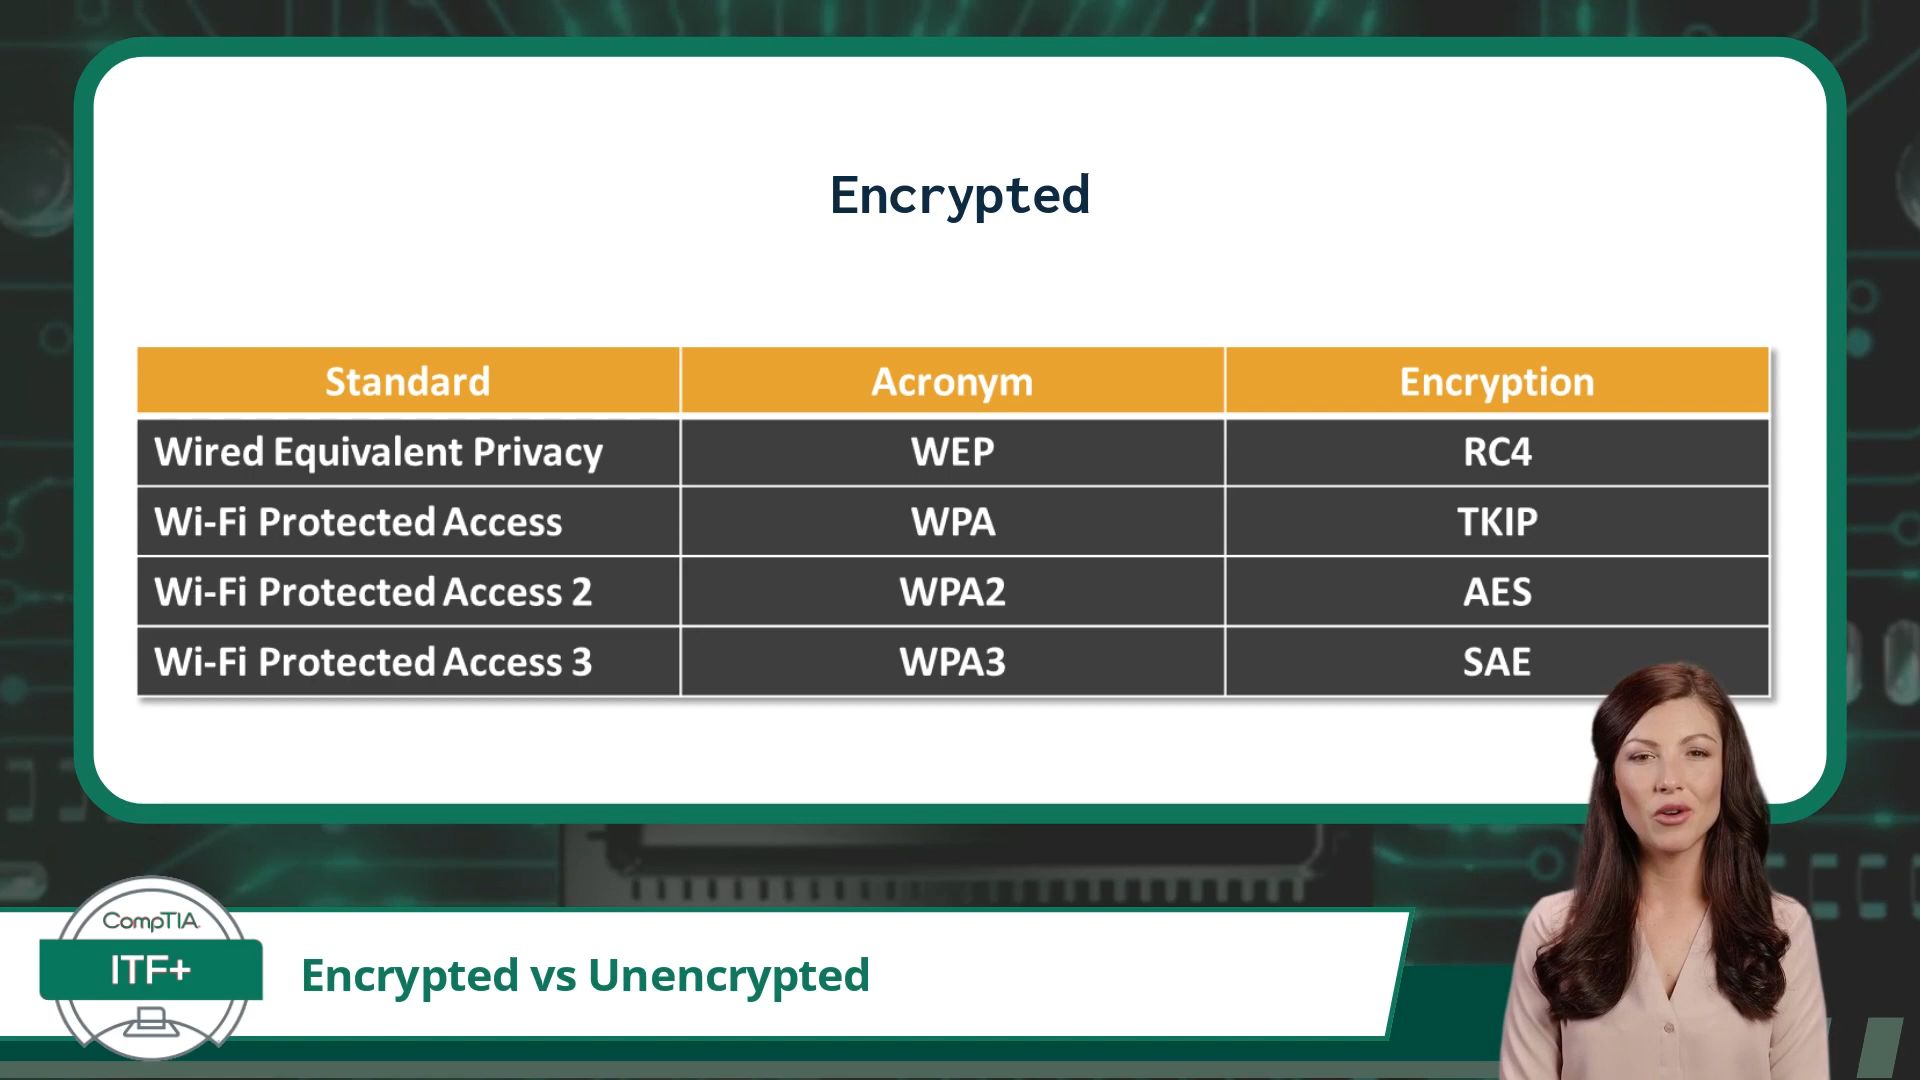 Encrypted
Standard Acronym Encryption
Wired Equivalent Privacy WEP RC4
Wi-Fi Protected Access WPA TKIP
Wi-Fi Protected Access 2 WPA2 AES
Wi-Fi Protected Access 3 WPA3 SAE
CompTIA
ITF+
Encrypted vs Unencrypted